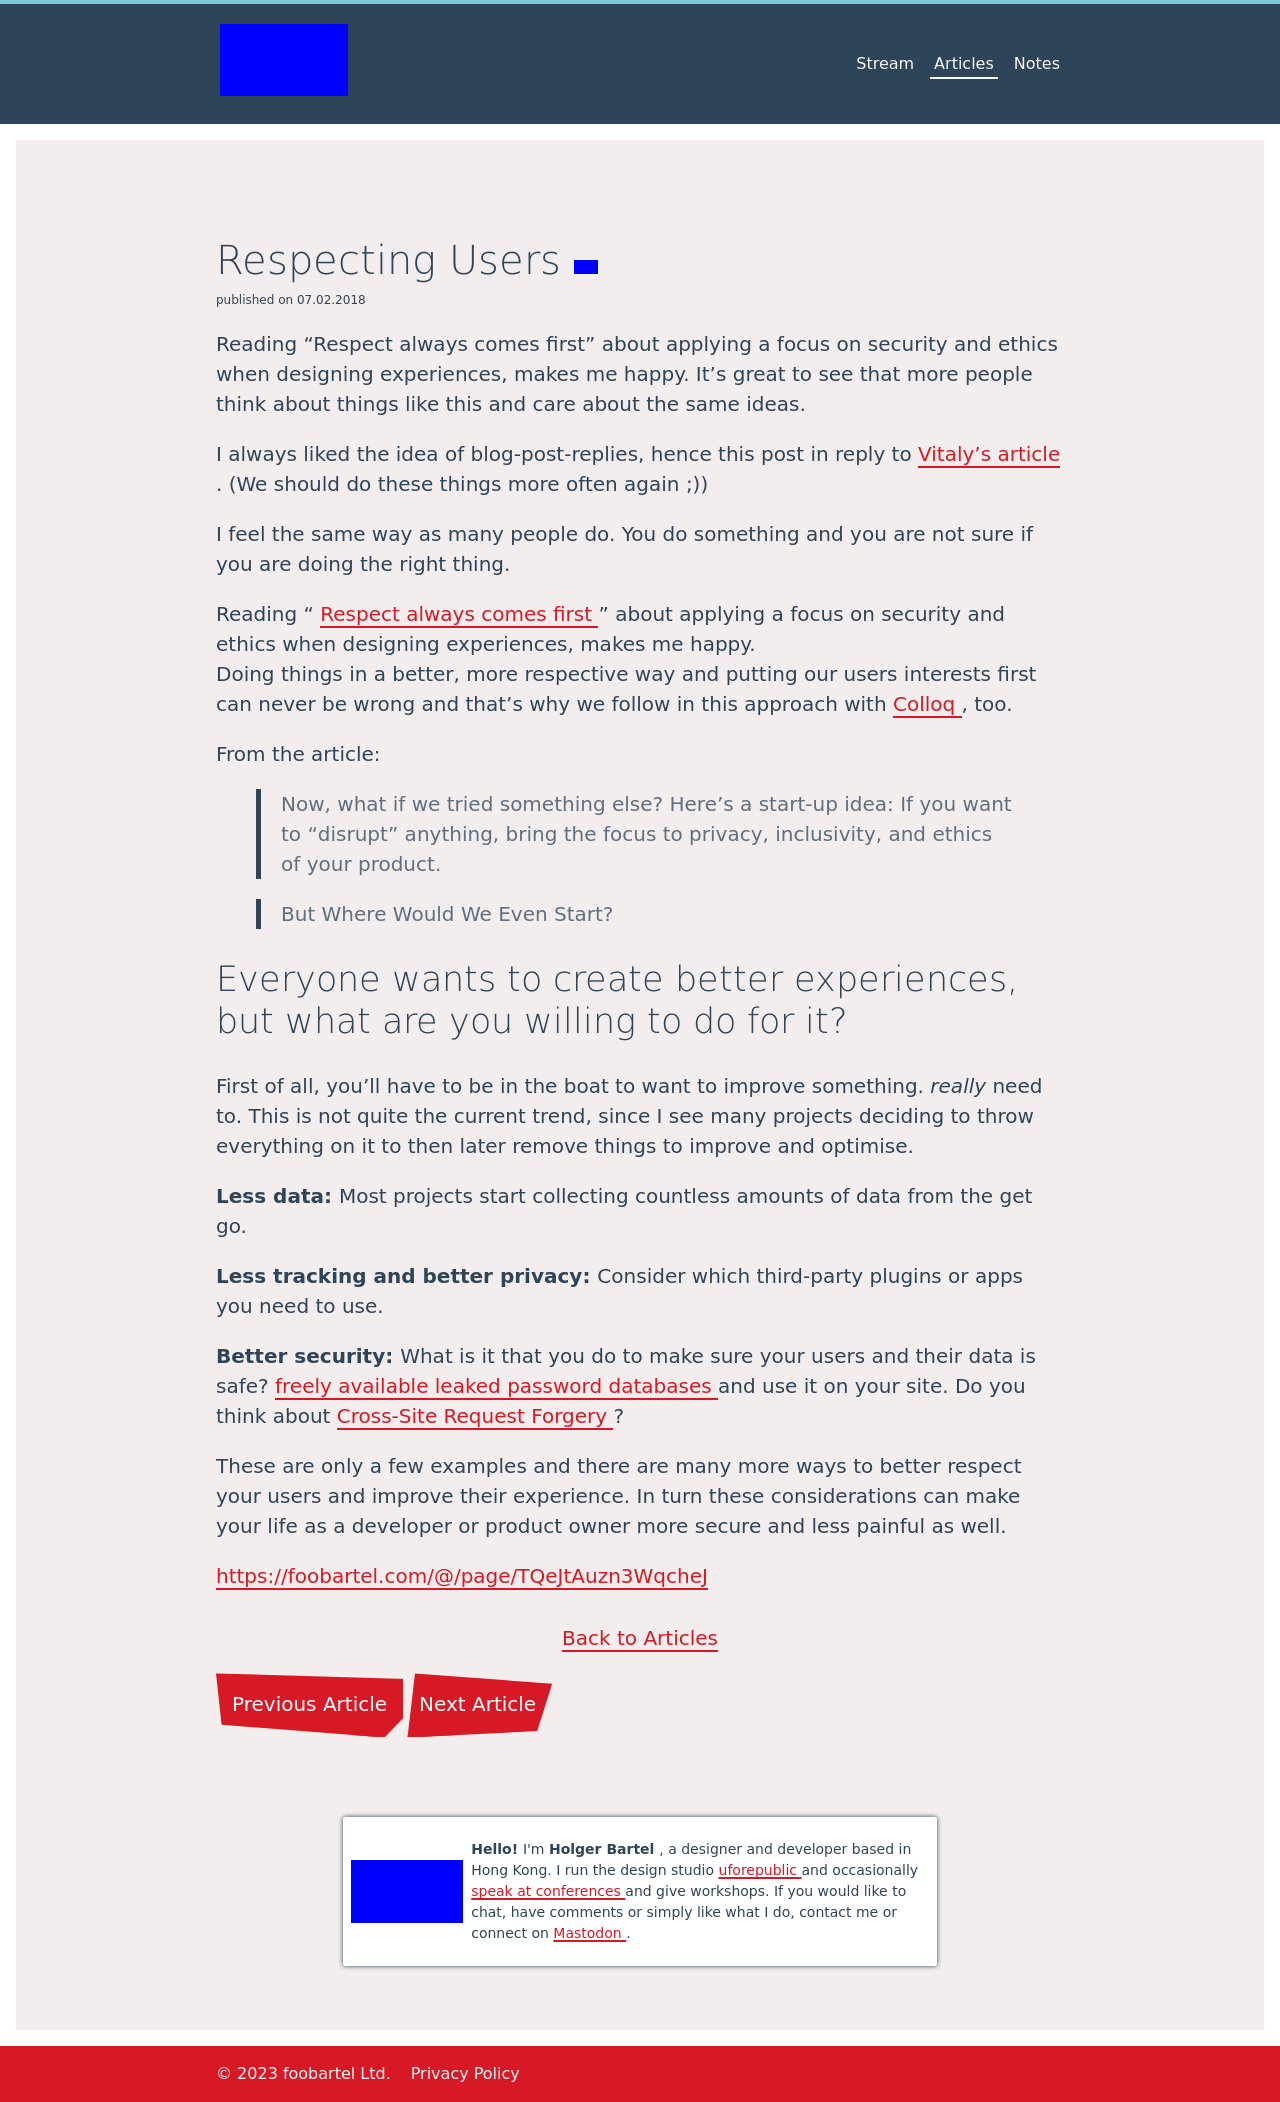 Stream Articles Notes
Respecting Users
published on 07.02.2018
Reading “Respect always comes first” about applying a focus on security and ethics
when designing experiences, makes me happy. It’s great to see that more people
think about things like this and care about the same ideas.
I always liked the idea of blog-post-replies, hence this post in reply to Vitaly’s article
. (We should do these things more often again ;))
I feel the same way as many people do. You do something and you are not sure if
you are doing the right thing.
Reading “ Respect always comes first ” about applying a focus on security and
ethics when designing experiences, makes me happy.
Doing things in a better, more respective way and putting our users interests first
can never be wrong and that’s why we follow in this approach with Colloq , too.
From the article:
Now, what if we tried something else? Here’s a start-up idea: If you want
to “disrupt” anything, bring the focus to privacy, inclusivity, and ethics
of your product.
But Where Would We Even Start?
Everyone wants to create better experiences,
but what are you willing to do for it?
First of all, you’ll have to be in the boat to want to improve something. really need
to. This is not quite the current trend, since I see many projects deciding to throw
everything on it to then later remove things to improve and optimise.
Less data: Most projects start collecting countless amounts of data from the get
go.
Less tracking and better privacy: Consider which third-party plugins or apps
you need to use.
Better security: What is it that you do to make sure your users and their data is
safe? freely available leaked password databases and use it on your site. Do you
think about Cross-Site Request Forgery ?
These are only a few examples and there are many more ways to better respect
your users and improve their experience. In turn these considerations can make
your life as a developer or product owner more secure and less painful as well.
https://foobartel.com/@/page/TQeJtAuzn3WqcheJ
Back to Articles
Previous Article Next Article
Hello! I'm Holger Bartel , a designer and developer based in
Hong Kong. I run the design studio uforepublic and occasionally
speak at conferences and give workshops. If you would like to
chat, have comments or simply like what I do, contact me or
connect on Mastodon .
© 2023 foobartel Ltd. Privacy Policy